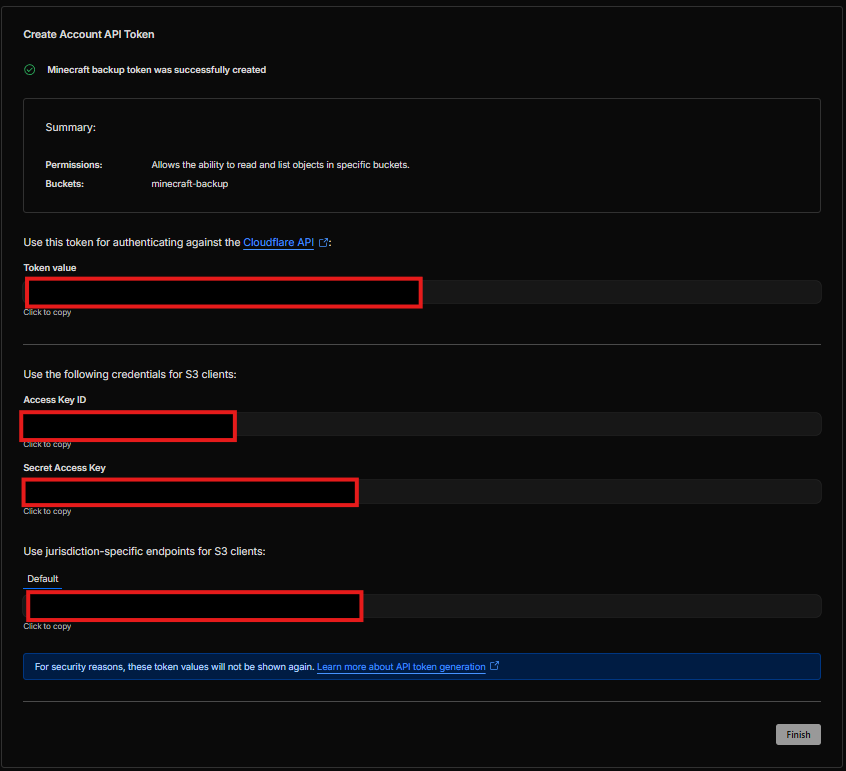 Create Account API Token
Minecraft backup token was successfully created
Summary:
Permissions: Allows the ability to read and list objects in specific buckets.
Buckets: minecraft-backup
Use this token for authenticating against the Cloudflare API :
Token value
Click to copy
Use the following credentials for S3 clients:
Access Key ID
Click to copy
Secret Access Key
Click to copy
Use jurisdiction-specific endpoints for S3 clients:
Default
Click to copy
For security reasons, these token values will not be shown again. Learn more about API token generation
Finish